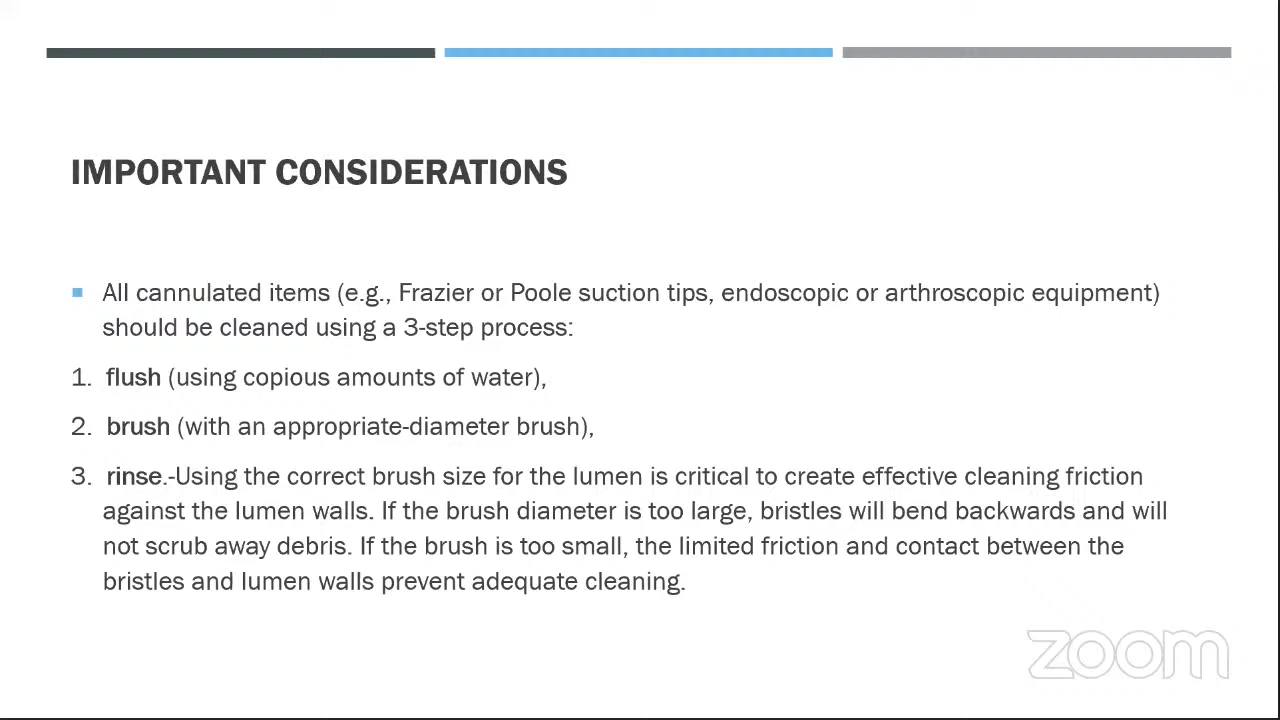 IMPORTANT CONSIDERATIONS
All cannulated items (e.g., Frazier or Poole suction tips, endoscopic or arthroscopic equipment)
should be cleaned using a 3-step process:
1. flush (using copious amounts of water),
2. brush (with an appropriate-diameter brush),
3. rinse.-Using the correct brush size for the lumen is critical to create effective cleaning friction
against the lumen walls. If the brush diameter is too large, bristles will bend backwards and will
not scrub away debris. If the brush is too small, the limited friction and contact between the
bristles and lumen walls prevent adequate cleaning.
zoom